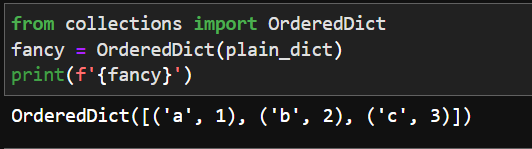 from collections import OrderedDict
fancy = OrderedDict(plain_dict)
print(f'{fancy}')
OrderedDict([('a', 1), ('b', 2), ('c', 3)])